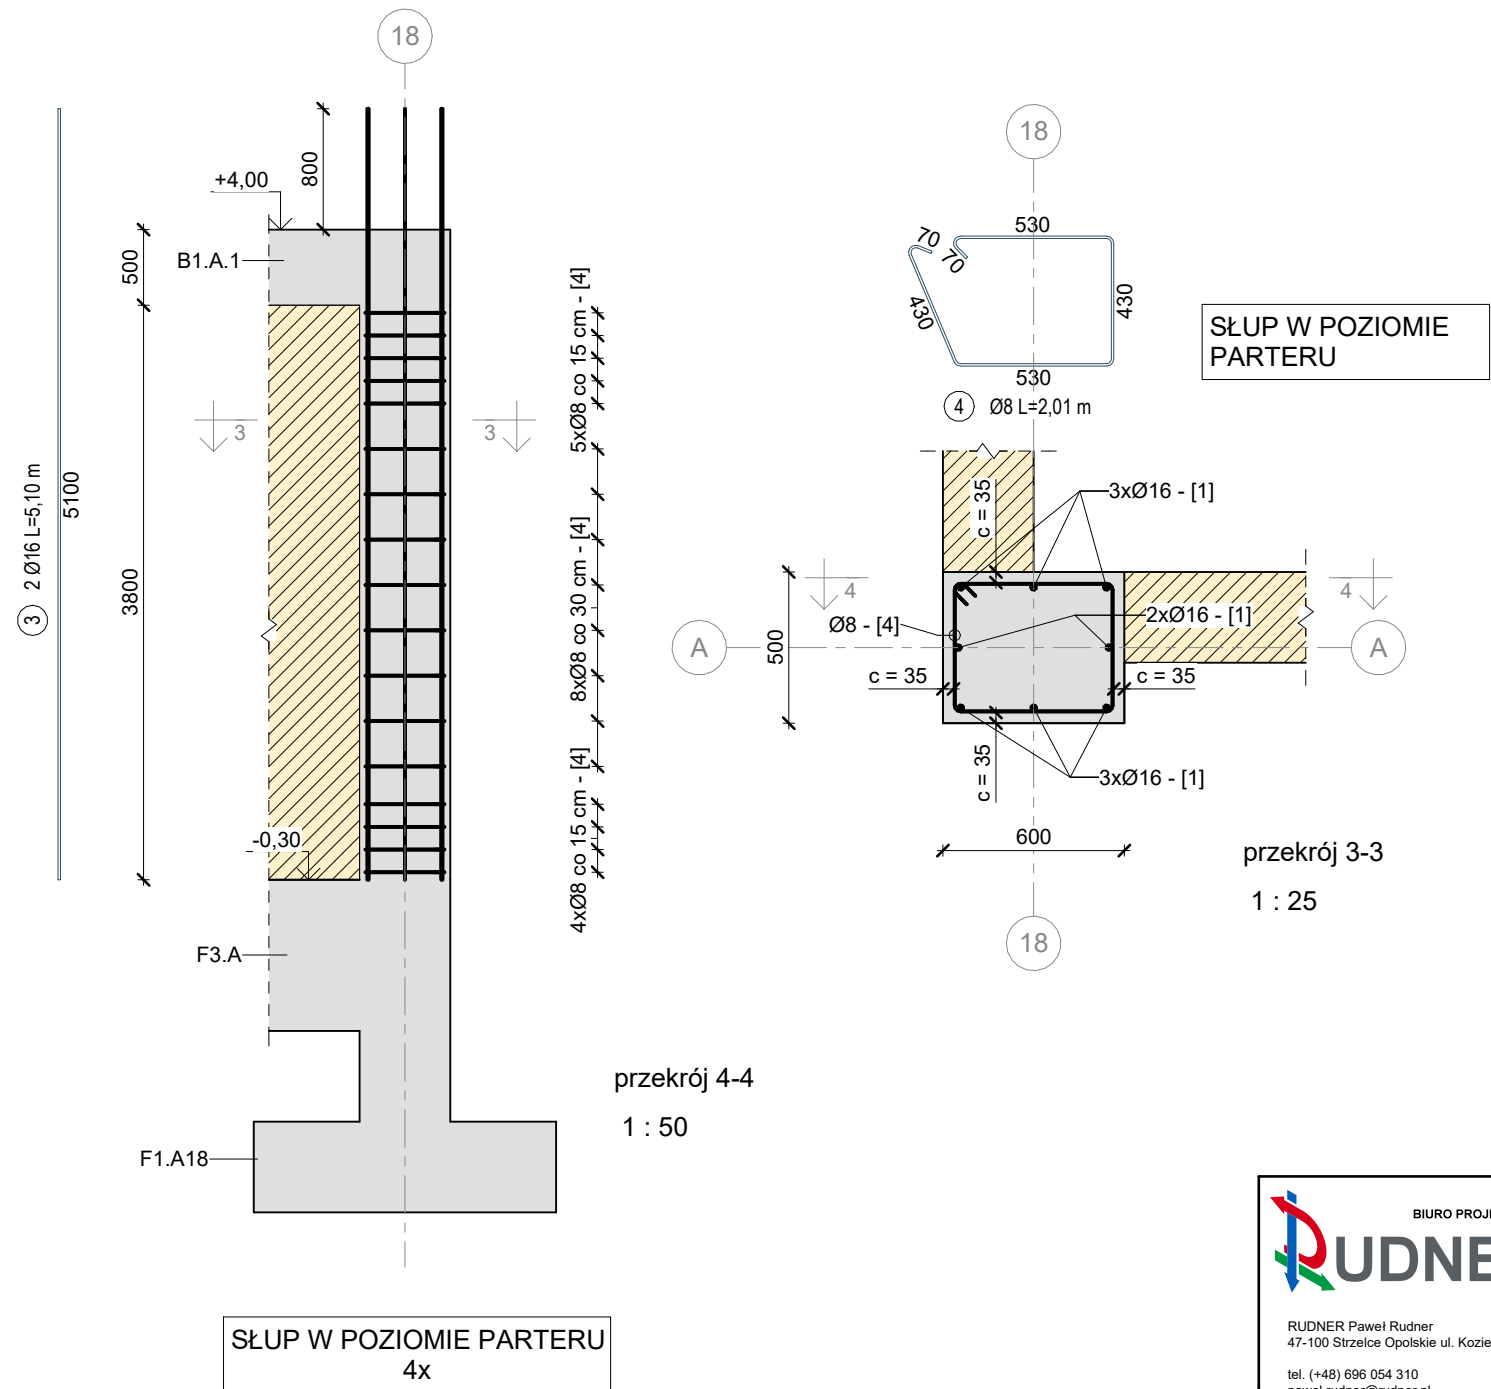 18
800
+4,00
500
B1.A.1
3
3
5xØ8 co 15 cm - [4]
3 2 Ø16 L=5,10 m
5100
3800
8xØ8 co 30 cm - [4]
4xØ8 co 15 cm - [4]
-0,30
F3.A
F1.A18
przekrój 4-4
1 : 50
SŁUP W POZIOMIE PARTERU
4x
18
530
70
70
430
430
530
4 Ø8 L=2,01 m
SŁUP W POZIOMIE
PARTERU
c = 35
3xØ16 - [1]
4
4
Ø8 - [4]
2xØ16 - [1]
A
A
500
c = 35
c = 35
c = 35
3xØ16 - [1]
600
18
przekrój 3-3
1 : 25
BIURO PROJ
RUDNE
RUDNER Paweł Rudner
47-100 Strzelce Opolskie ul. Kozie
tel. (+48) 696 054 310